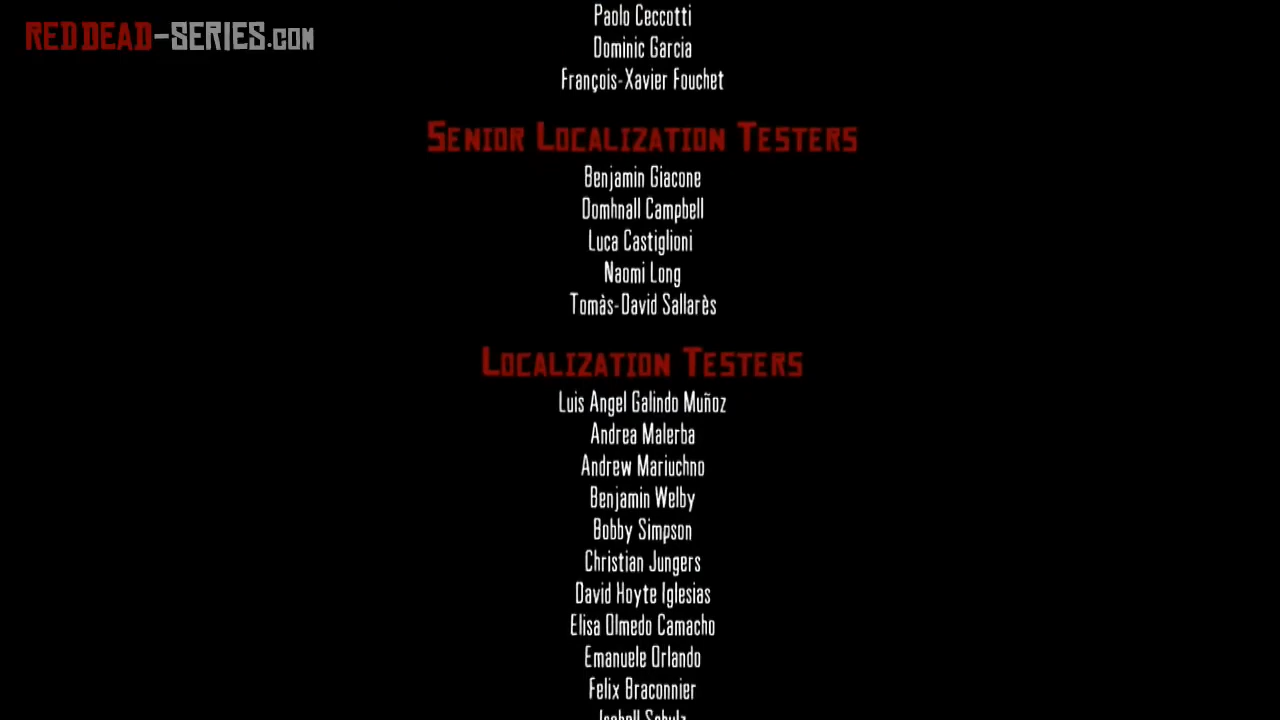 RED DEAD-SERIES.COM
Paolo Ceccotti
Dominic Garcia
François-Xavier Fouchet
SENIOR LOCALIZATION TESTERS
Benjamin Giacone
Domhnall Campbell
Luca Castiglioni
Naomi Long
Tomàs-David Sallarès
LOCALIZATION TESTERS
Luis Angel Galindo Muñoz
Andrea Malerba
Andrew Mariuchno
Benjamin Welby
Bobby Simpson
Christian Jungers
David Hoyte Iglesias
Elisa Olmedo Camacho
Emanuele Orlando
Felix Braconnier